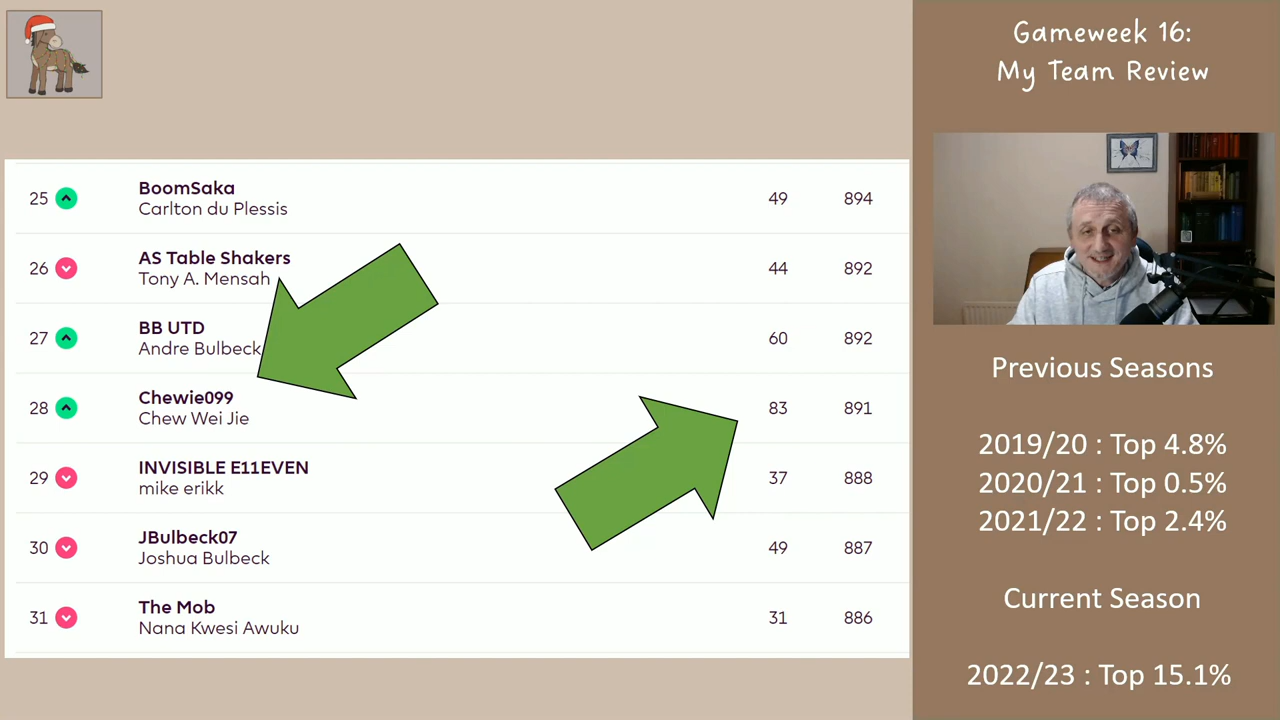 Gameweek 16:
My Team Review
25 BoomSaka 49 894
Carlton du Plessis
26 AS Table Shakers 44 892
Tony A. Mensah
27 BB UTD 60 892
Andre Bulbeck
28 Chewie099 83 891
Chew Wei Jie
29 INVISIBLE E11EVEN 37 888
mike erikk
30 JBulbeck07 49 887
Joshua Bulbeck
31 The Mob 31 886
Nana Kwesi Awuku
Previous Seasons
2019/20 : Top 4.8%
2020/21 : Top 0.5%
2021/22 : Top 2.4%
Current Season
2022/23 : Top 15.1%